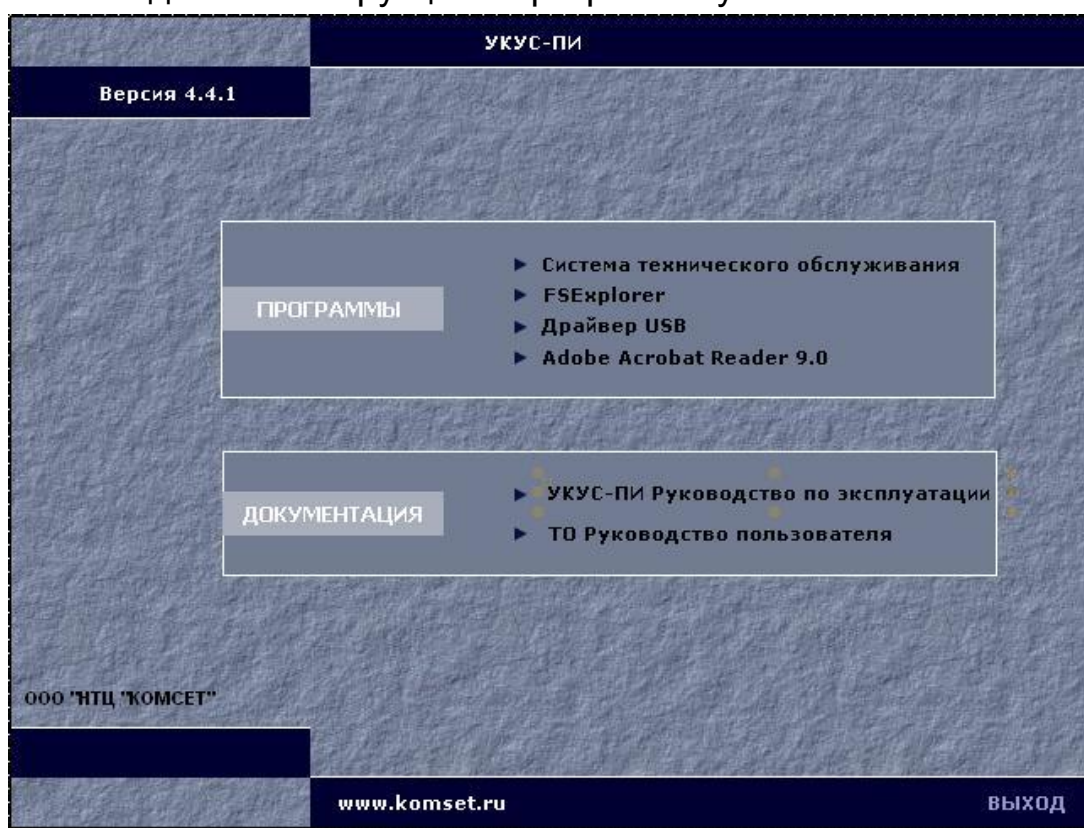 УКУС-ПИ
Версия 4.4.1
ПРОГРАММЫ
Система технического обслуживания
FSExplorer
Драйвер USB
Adobe Acrobat Reader 9.0
ДОКУМЕНТАЦИЯ
УКУС-ПИ Руководство по эксплуатации
ТО Руководство пользователя
ООО "НТЦ "КОМСЕТ"
www.komset.ru
ВЫХОД